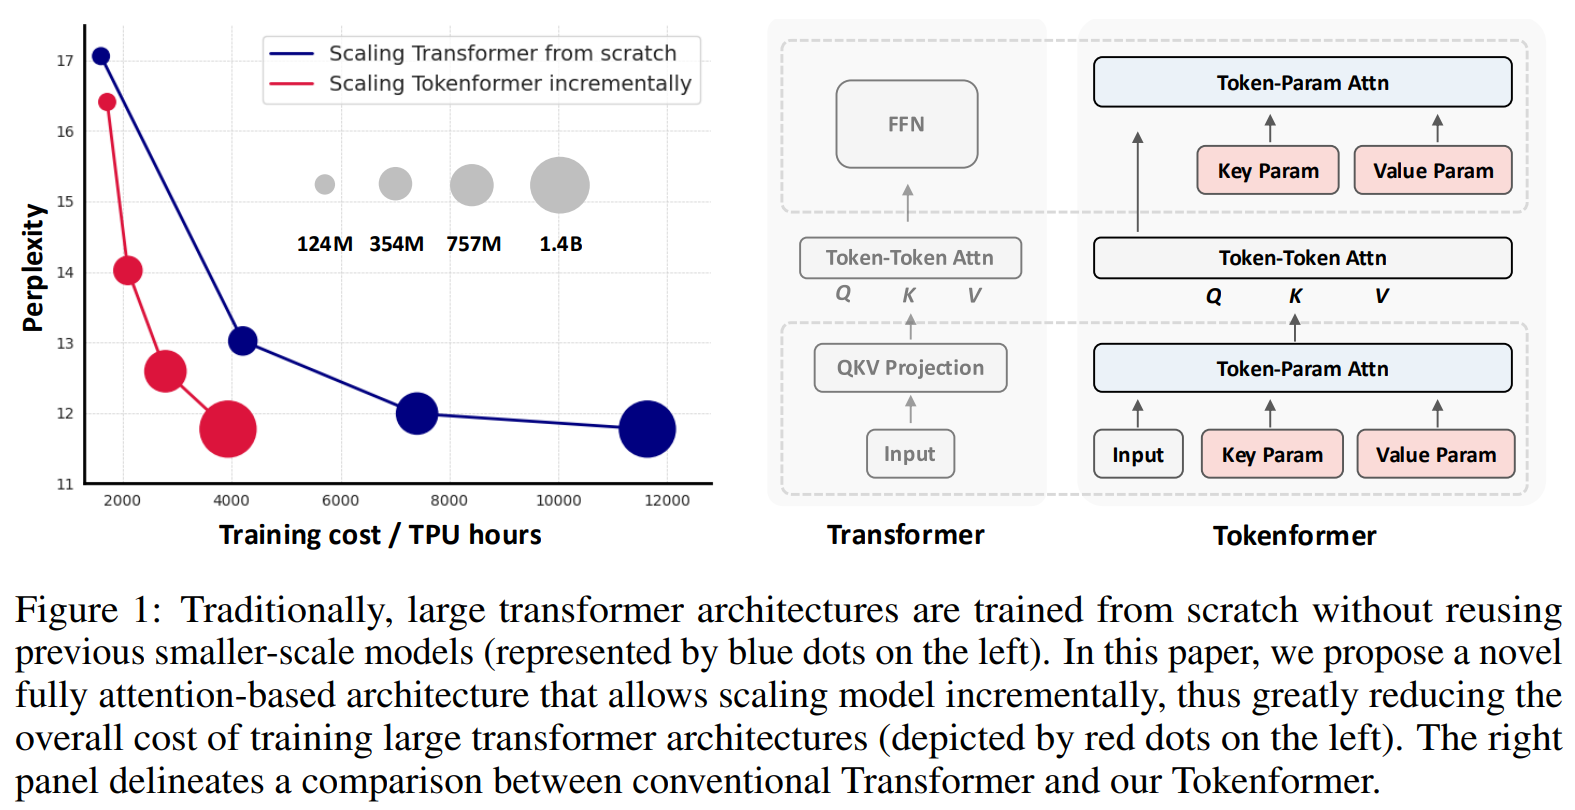 Scaling Transformer from scratch
Scaling Tokenformer incrementally
17
16
15
14
13
12
11
Perplexity
124M 354M 757M 1.4B
2000 4000 6000 8000 10000 12000
Training cost / TPU hours
FFN
Token-Token Attn
Q K V
QKV Projection
Input
Transformer
Token-Param Attn
Key Param Value Param
Token-Token Attn
Q K V
Token-Param Attn
Input Key Param Value Param
Tokenformer
Figure 1: Traditionally, large transformer architectures are trained from scratch without reusing
previous smaller-scale models (represented by blue dots on the left). In this paper, we propose a novel
fully attention-based architecture that allows scaling model incrementally, thus greatly reducing the
overall cost of training large transformer architectures (depicted by red dots on the left). The right
panel delineates a comparison between conventional Transformer and our Tokenformer.